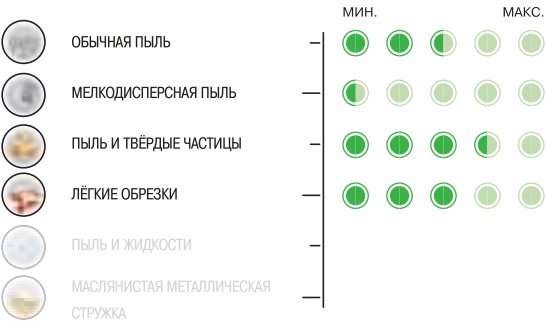 МИН. МАКС.
ОБЫЧНАЯ ПЫЛЬ
МЕЛКОДИСПЕРСНАЯ ПЫЛЬ
ПЫЛЬ И ТВЁРДЫЕ ЧАСТИЦЫ
ЛЁГКИЕ ОБРЕЗКИ
ПЫЛЬ И ЖИДКОСТИ
МАСЛЯНИСТАЯ МЕТАЛЛИЧЕСКАЯ
СТРУЖКА